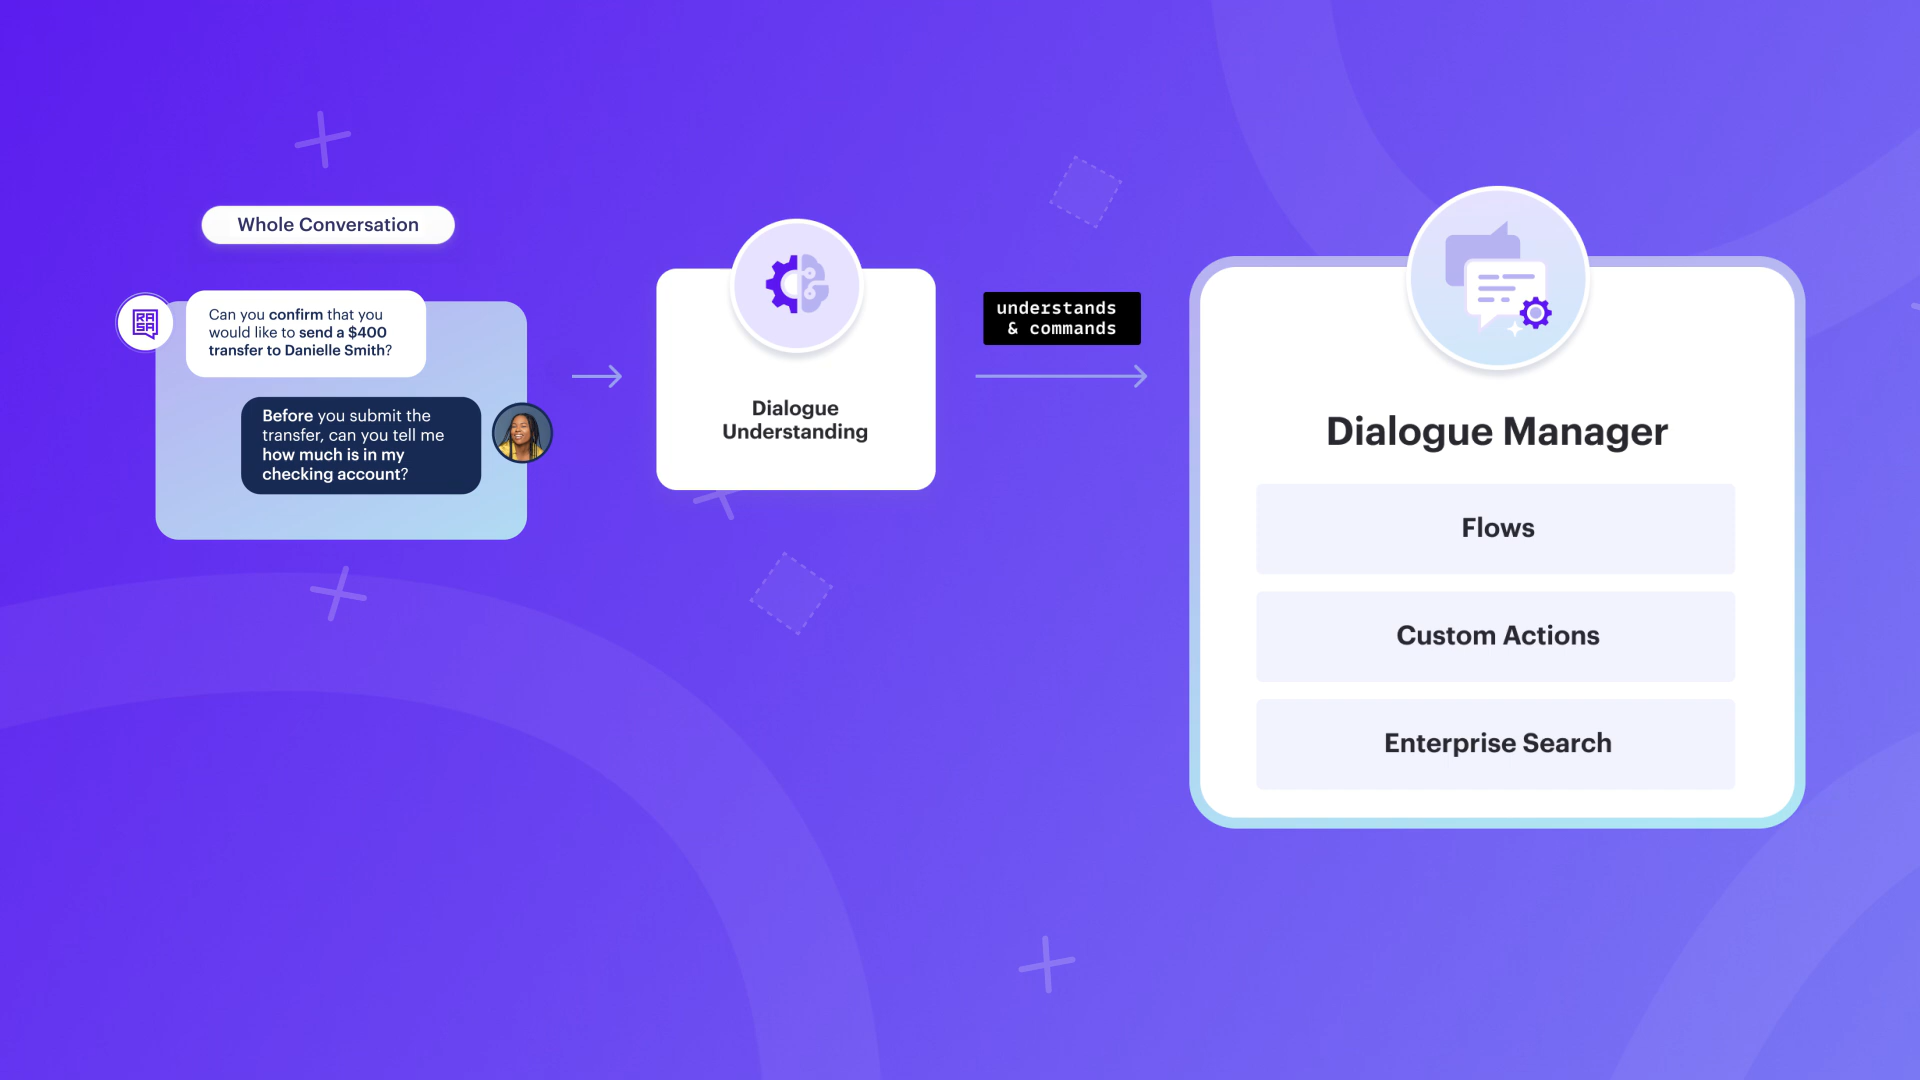 Whole Conversation
RASA
Can you confirm that you
would like to send a $400
transfer to Danielle Smith?
Before you submit the
transfer, can you tell me
how much is in my
checking account?
Dialogue
Understanding
understands
& commands
Dialogue Manager
Flows
Custom Actions
Enterprise Search